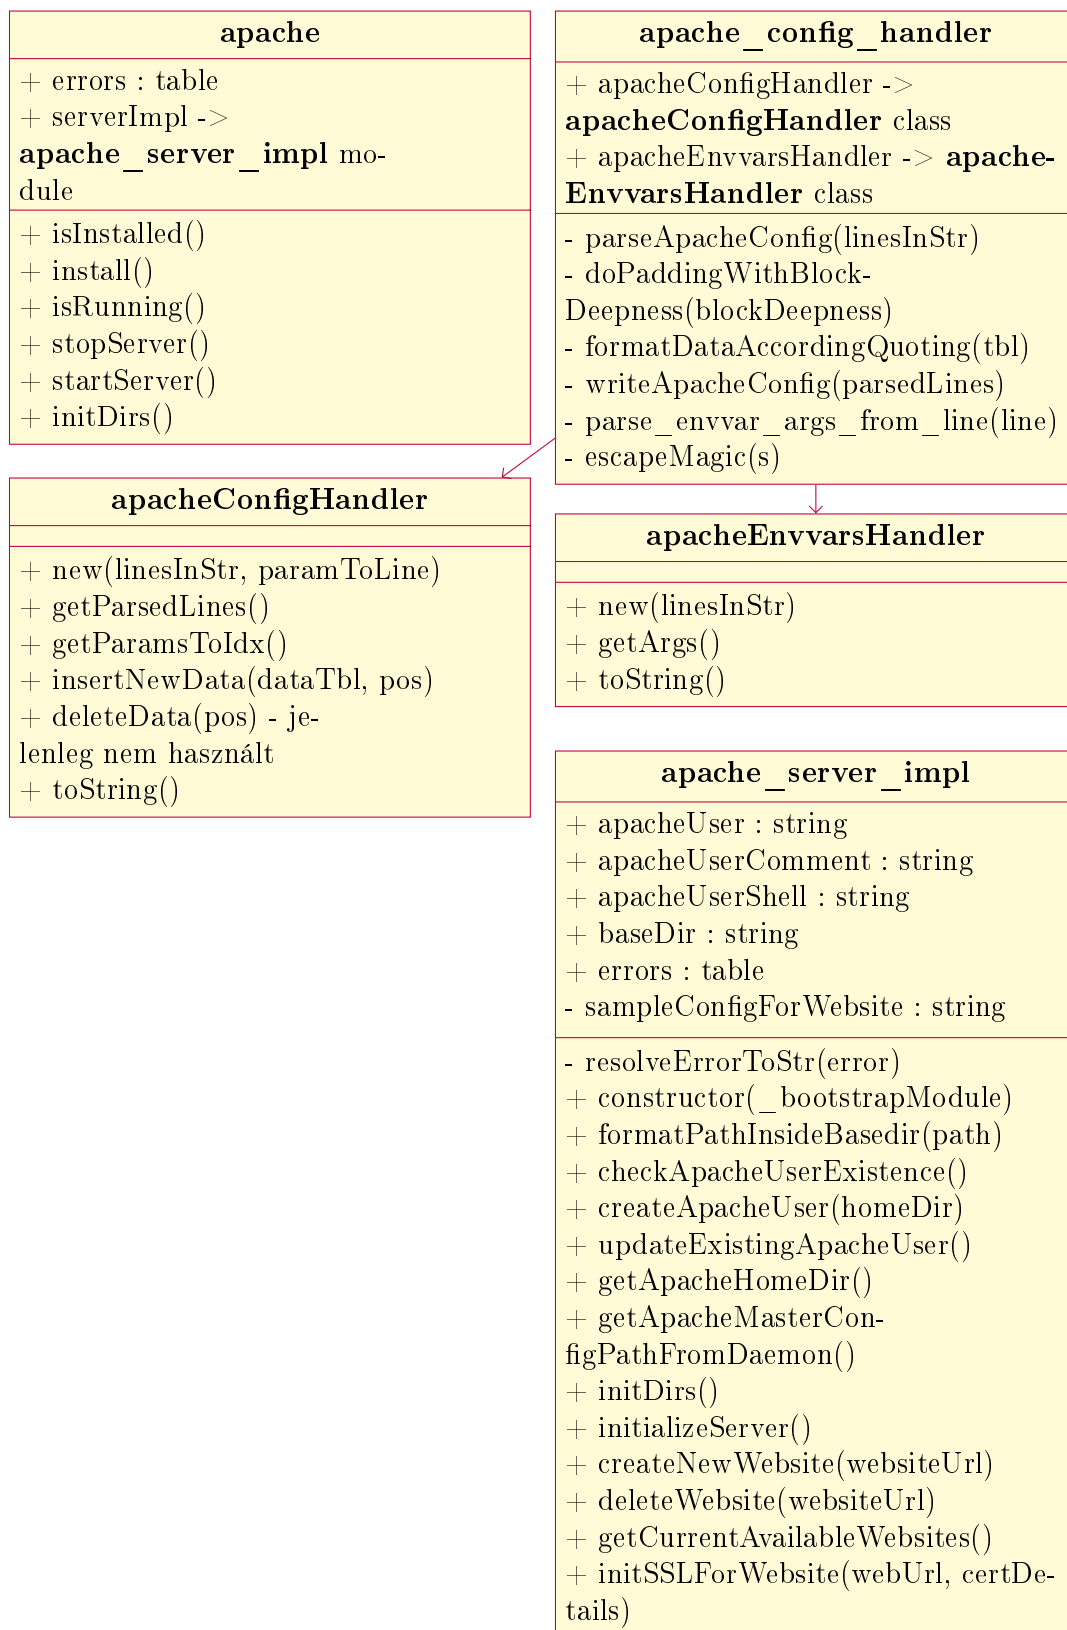 apache
+ errors : table
+ serverImpl ->
apache_server_impl mo-
dule
+ isInstalled()
+ install()
+ isRunning()
+ stopServer()
+ startServer()
+ initDirs()
apache_config_handler
+ apacheConfigHandler ->
apacheConfigHandler class
+ apacheEnvvarsHandler -> apache-
EnvvarsHandler class
- parseApacheConfig(linesInStr)
- doPaddingWithBlock-
Deepness(blockDeepness)
- formatDataAccordingQuoting(tbl)
- writeApacheConfig(parsedLines)
- parse_envvar_args_from_line(line)
- escapeMagic(s)
apacheConfigHandler
+ new(linesInStr, paramToLine)
+ getParsedLines()
+ getParamsToIdx()
+ insertNewData(dataTbl, pos)
+ deleteData(pos) - je-
lenleg nem használt
+ toString()
apacheEnvvarsHandler
+ new(linesInStr)
+ getArgs()
+ toString()
apache_server_impl
+ apacheUser : string
+ apacheUserComment : string
+ apacheUserShell : string
+ baseDir : string
+ errors : table
- sampleConfigForWebsite : string
- resolveErrorToStr(error)
+ constructor(_bootstrapModule)
+ formatPathInsideBasedir(path)
+ checkApacheUserExistence()
+ createApacheUser(homeDir)
+ updateExistingApacheUser()
+ getApacheHomeDir()
+ getApacheMasterCon-
figPathFromDaemon()
+ initDirs()
+ initializeServer()
+ createNewWebsite(websiteUrl)
+ deleteWebsite(websiteUrl)
+ getCurrentAvailableWebsites()
+ initSSLForWebsite(webUrl, certDe-
tails)